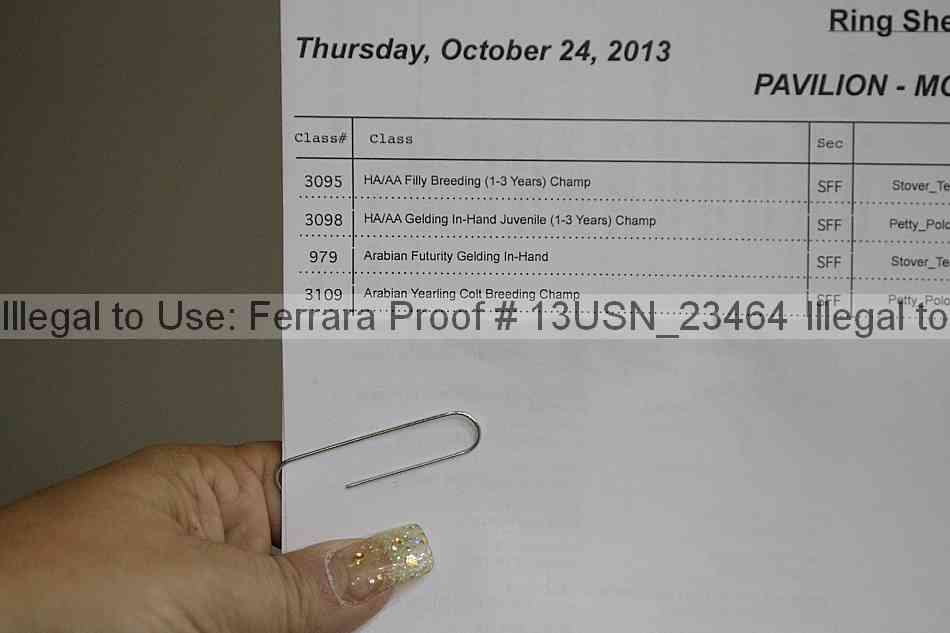 Ring She
Thursday, October 24, 2013
PAVILION - MO
Class# Class Sec
3095 HA/AA Filly Breeding (1-3 Years) Champ SFF Stover_Te
3098 HA/AA Gelding In-Hand Juvenile (1-3 Years) Champ SFF Petty_Polo
979 Arabian Futurity Gelding In-Hand SFF Stover_Te
3109 Arabian Yearling Colt Breeding Champ SFF Petty_Polo
Illegal to Use: Ferrara Proof # 13USN_23464 Illegal to